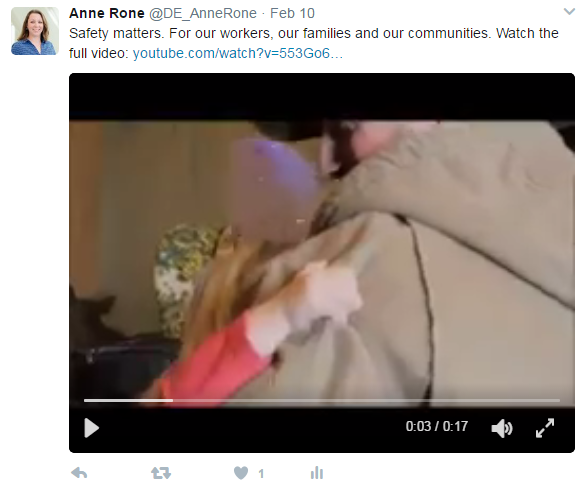 Anne Rone @DE_AnneRone · Feb 10
Safety matters. For our workers, our families and our communities. Watch the
full video: youtube.com/watch?v=553Go6...
0:03 / 0:17
1